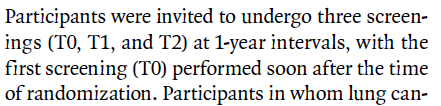 Participants were invited to undergo three screen-
ings (T0, T1, and T2) at 1-year intervals, with the
first screening (T0) performed soon after the time
of randomization. Participants in whom lung can-